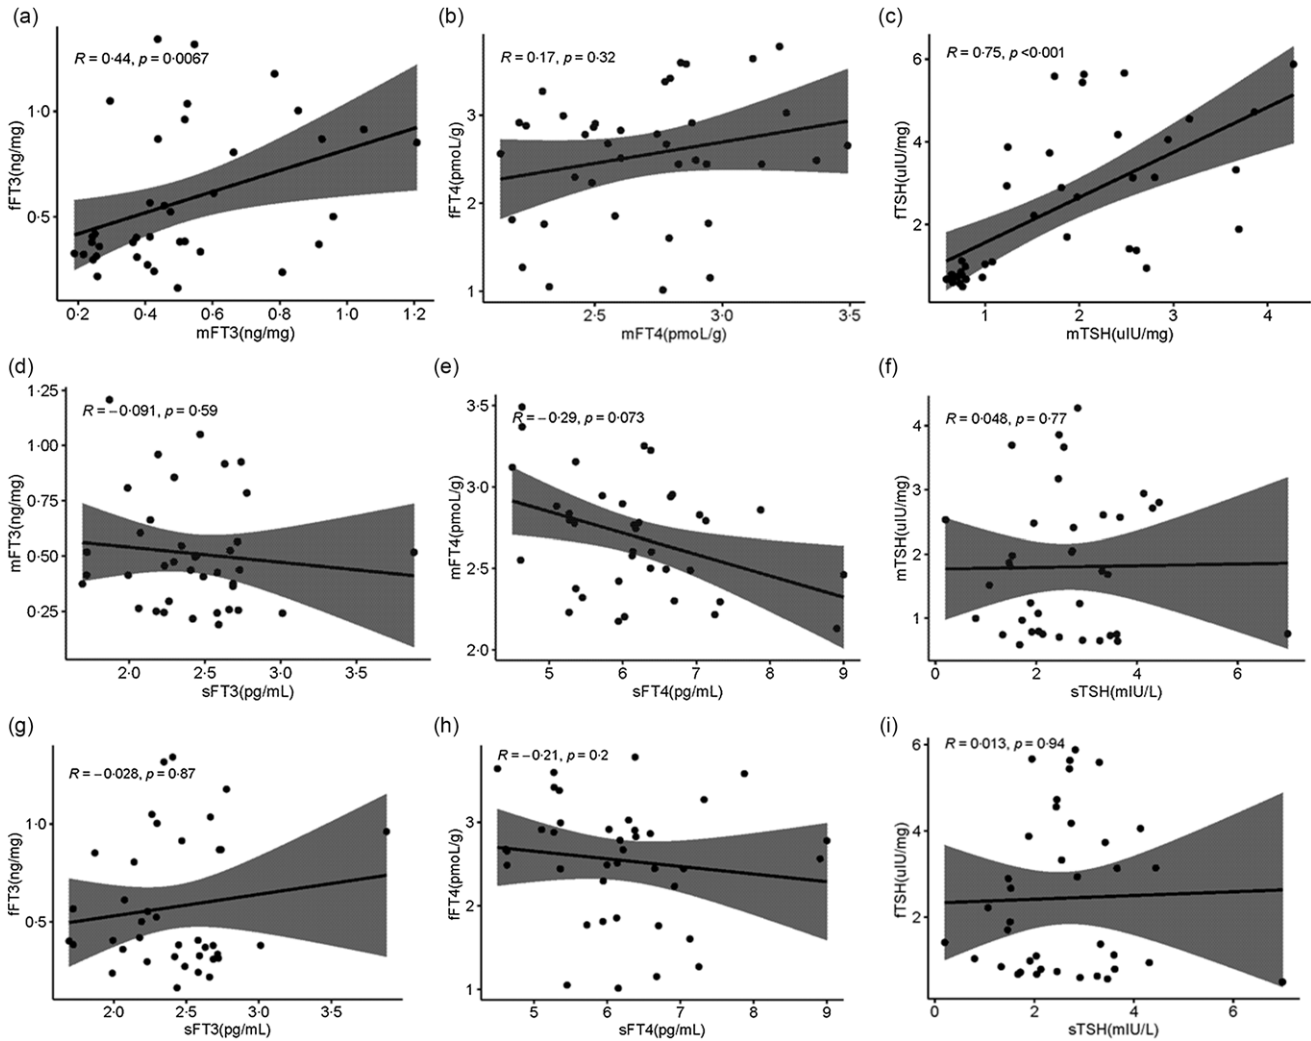 (a)
R = 0·44, p = 0·0067
1·0
0·5
fFT3(ng/mg)
0·2 0·4 0·6 0·8 1·0 1·2
mFT3(ng/mg)
(b)
R = 0·17, p = 0·32
3
2
1
fFT4(pmoL/g)
2·5 3·0 3·5
mFT4(pmoL/g)
(c)
R = 0·75, p <0·001
6
4
2
fTSH(uIU/mg)
1 2 3 4
mTSH(uIU/mg)
(d)
R = −0·091, p = 0·59
1·25
1·00
0·75
0·50
0·25
mFT3(ng/mg)
2·0 2·5 3·0 3·5
sFT3(pg/mL)
(e)
R = −0·29, p = 0·073
3·5
3·0
2·5
2·0
mFT4(pmoL/g)
5 6 7 8 9
sFT4(pg/mL)
(f)
R = 0·048, p = 0·77
4
3
2
1
mTSH(uIU/mg)
0 2 4 6
sTSH(mIU/L)
(g)
R = −0·028, p = 0·87
1·0
0·5
fFT3(ng/mg)
2·0 2·5 3·0 3·5
sFT3(pg/mL)
(h)
R = −0·21, p = 0·2
3
2
1
fFT4(pmoL/g)
5 6 7 8 9
sFT4(pg/mL)
(i)
R = 0·013, p = 0·94
6
4
2
fTSH(uIU/mg)
0 2 4 6
sTSH(mIU/L)